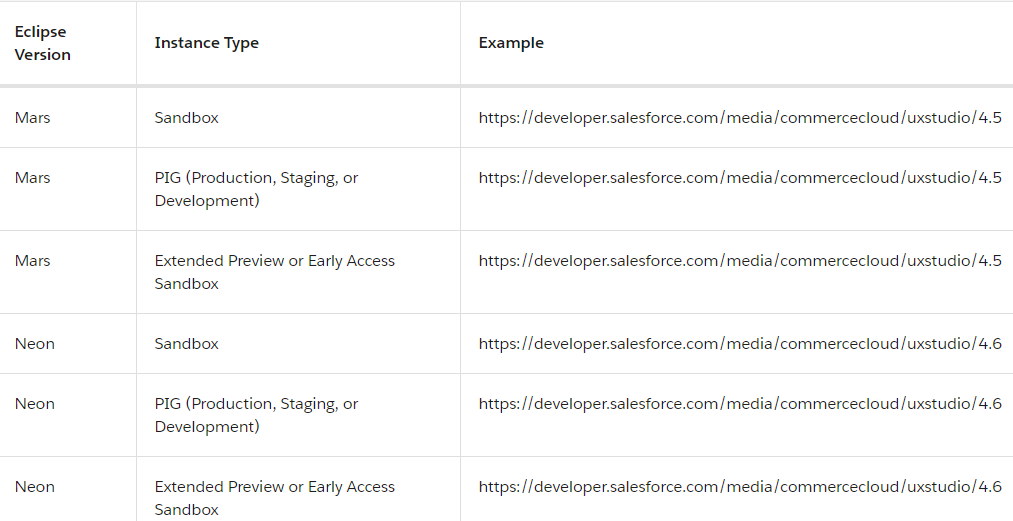 Eclipse
Version
Instance Type
Example
Mars
Sandbox
https://developer.salesforce.com/media/commercecloud/uxstudio/4.5
Mars
PIG (Production, Staging, or
Development)
https://developer.salesforce.com/media/commercecloud/uxstudio/4.5
Mars
Extended Preview or Early Access
Sandbox
https://developer.salesforce.com/media/commercecloud/uxstudio/4.5
Neon
Sandbox
https://developer.salesforce.com/media/commercecloud/uxstudio/4.6
Neon
PIG (Production, Staging, or
Development)
https://developer.salesforce.com/media/commercecloud/uxstudio/4.6
Neon
Extended Preview or Early Access
Sandbox
https://developer.salesforce.com/media/commercecloud/uxstudio/4.6